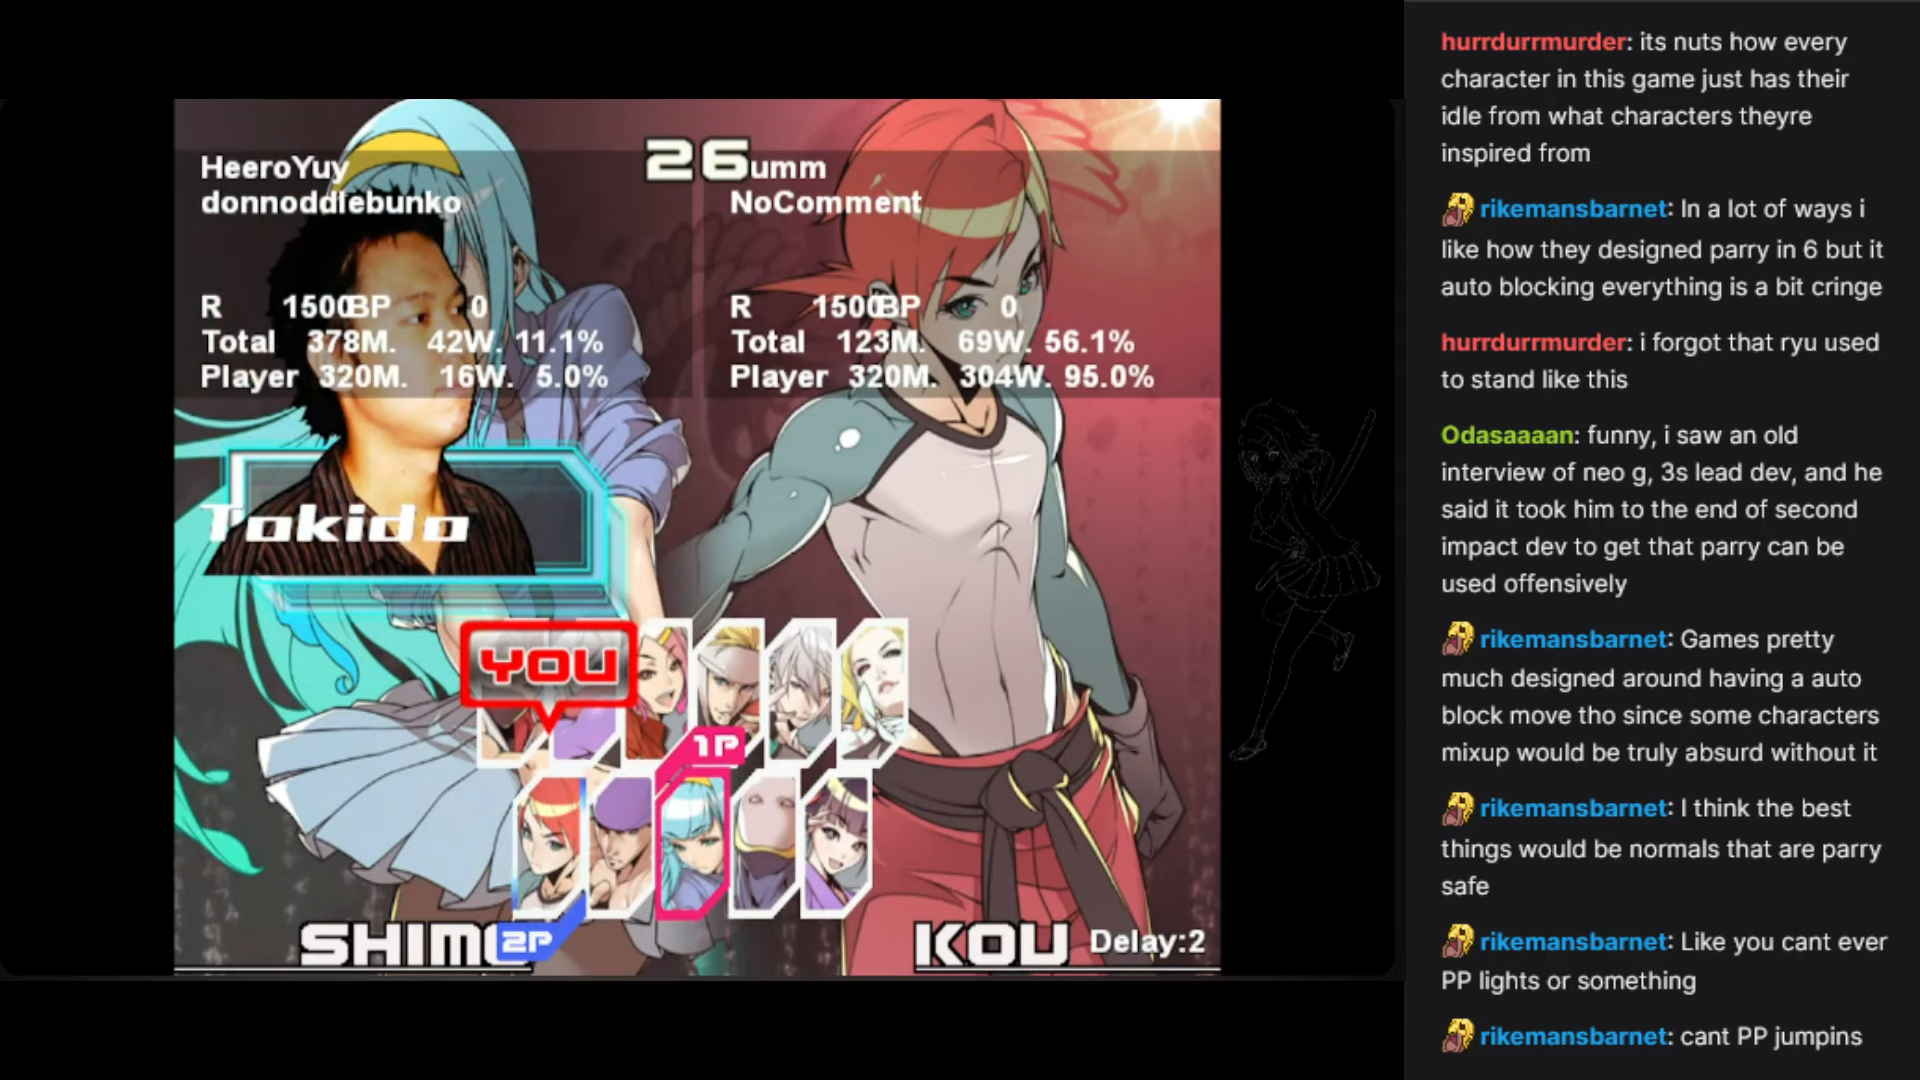 HeeroYuy
donnoddlebunko
R 1500BP 0
Total 378M. 42W. 11.1%
Player 320M. 16W. 5.0%
26
umm
NoComment
R 1500BP 0
Total 123M. 69W. 56.1%
Player 320M. 304W. 95.0%
Tokido
YOU
1P
2P
SHIMO
KOU
Delay:2
hurrdurrmurder: its nuts how every
character in this game just has their
idle from what characters theyre
inspired from
rikemansbarnet: In a lot of ways i
like how they designed parry in 6 but it
auto blocking everything is a bit cringe
hurrdurrmurder: i forgot that ryu used
to stand like this
Odasaaaan: funny, i saw an old
interview of neo g, 3s lead dev, and he
said it took him to the end of second
impact dev to get that parry can be
used offensively
rikemansbarnet: Games pretty
much designed around having a auto
block move tho since some characters
mixup would be truly absurd without it
rikemansbarnet: I think the best
things would be normals that are parry
safe
rikemansbarnet: Like you cant ever
PP lights or something
rikemansbarnet: cant PP jumpins